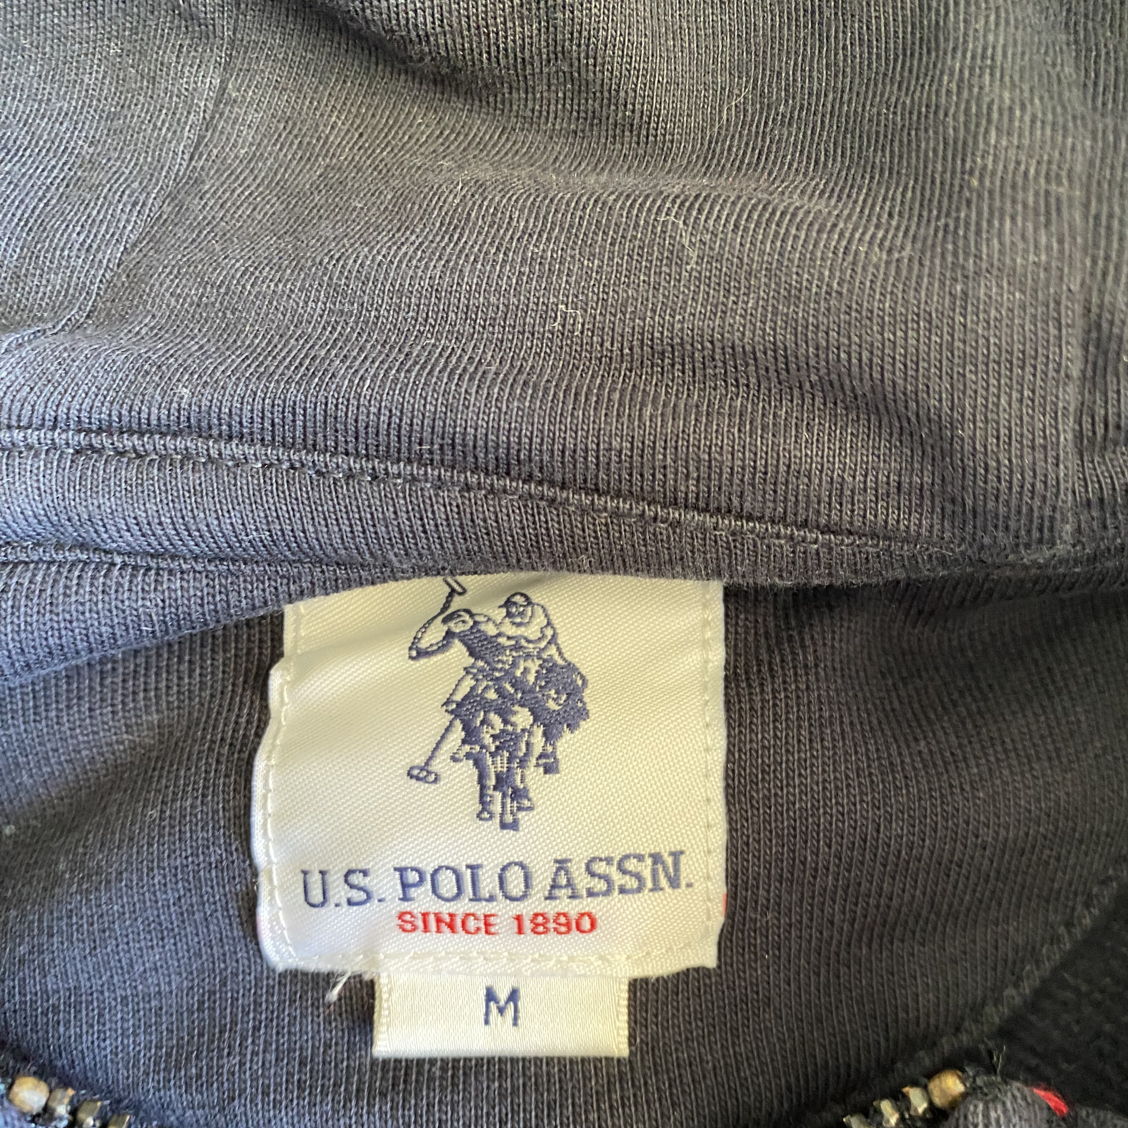 U.S. POLO ASSN.
SINCE 1890
M